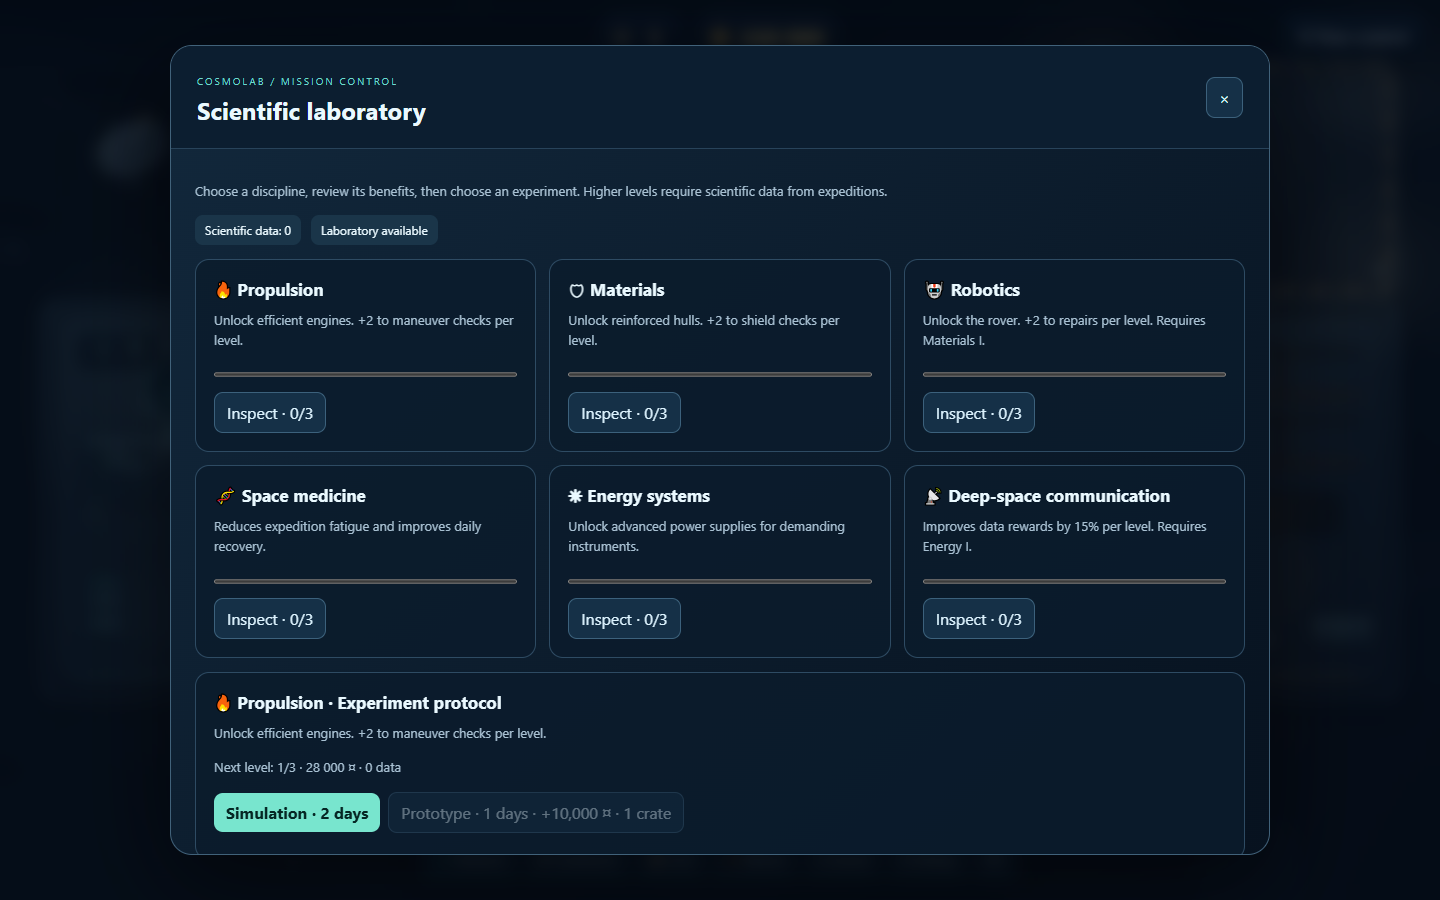 COSMOLAB / MISSION CONTROL
Scientific laboratory
×
Choose a discipline, review its benefits, then choose an experiment. Higher levels require scientific data from expeditions.
Scientific data: 0
Laboratory available
Propulsion
Unlock efficient engines. +2 to maneuver checks per
level.
Inspect · 0/3
Materials
Unlock reinforced hulls. +2 to shield checks per
level.
Inspect · 0/3
Robotics
Unlock the rover. +2 to repairs per level. Requires
Materials I.
Inspect · 0/3
Space medicine
Reduces expedition fatigue and improves daily
recovery.
Inspect · 0/3
Energy systems
Unlock advanced power supplies for demanding
instruments.
Inspect · 0/3
Deep-space communication
Improves data rewards by 15% per level. Requires
Energy I.
Inspect · 0/3
Propulsion · Experiment protocol
Unlock efficient engines. +2 to maneuver checks per level.
Next level: 1/3 · 28 000 ¤ · 0 data
Simulation · 2 days
Prototype · 1 days · +10,000 ¤ · 1 crate